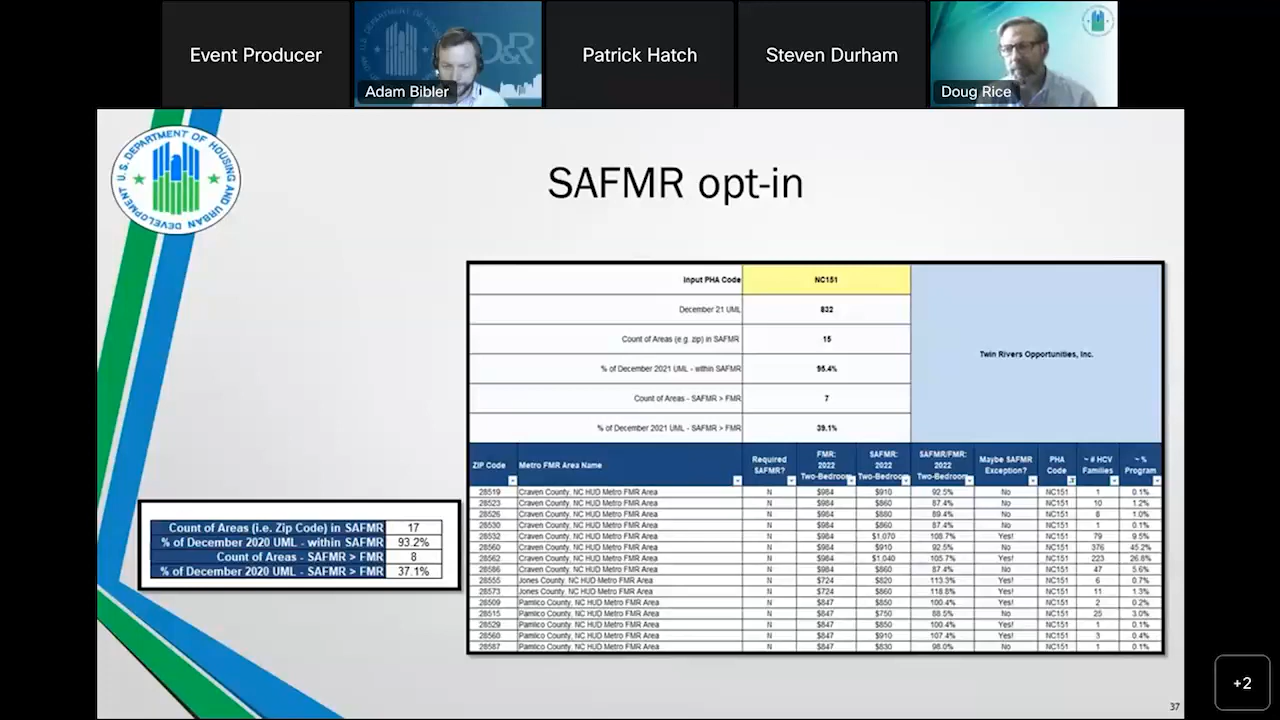 Event Producer
Adam Bibler
Patrick Hatch
Steven Durham
Doug Rice
U.S. DEPARTMENT OF HOUSING AND URBAN DEVELOPMENT
SAFMR opt-in
Input PHA Code NC151
December 21 UML 832
Count of Areas (e.g. zip) in SAFMR 15
% of December 2021 UML - within SAFMR 95.4%
Count of Areas - SAFMR > FMR 7
% of December 2021 UML - SAFMR > FMR 39.1%
Twin Rivers Opportunities, Inc.
ZIP Code Metro FMR Area Name Required SAFMR? FMR: 2022 Two-Bedroom SAFMR: 2022 Two-Bedroom SAFMR/FMR: 2022 Two-Bedroom Maybe SAFMR Exception? PHA Code ~ # HCV Families ~ % Program
28519 Craven County, NC HUD Metro FMR Area N $984 $910 92.5% No NC151 1 0.1%
28523 Craven County, NC HUD Metro FMR Area N $984 $860 87.4% No NC151 10 1.2%
28526 Craven County, NC HUD Metro FMR Area N $984 $880 89.4% No NC151 8 1.0%
28530 Craven County, NC HUD Metro FMR Area N $984 $860 87.4% No NC151 1 0.1%
28532 Craven County, NC HUD Metro FMR Area N $984 $1,070 108.7% Yes! NC151 79 9.5%
28560 Craven County, NC HUD Metro FMR Area N $984 $910 92.5% No NC151 376 45.2%
28562 Craven County, NC HUD Metro FMR Area N $984 $1,040 105.7% Yes! NC151 223 26.8%
28586 Craven County, NC HUD Metro FMR Area N $984 $860 87.4% No NC151 47 5.6%
28555 Jones County, NC HUD Metro FMR Area N $724 $820 113.3% Yes! NC151 6 0.7%
28573 Jones County, NC HUD Metro FMR Area N $724 $860 118.8% Yes! NC151 11 1.3%
28509 Pamlico County, NC HUD Metro FMR Area N $847 $850 100.4% Yes! NC151 2 0.2%
28515 Pamlico County, NC HUD Metro FMR Area N $847 $750 88.5% No NC151 25 3.0%
28529 Pamlico County, NC HUD Metro FMR Area N $847 $850 100.4% Yes! NC151 1 0.1%
28560 Pamlico County, NC HUD Metro FMR Area N $847 $910 107.4% Yes! NC151 3 0.4%
28587 Pamlico County, NC HUD Metro FMR Area N $847 $830 98.0% No NC151 1 0.1%
Count of Areas (i.e. Zip Code) in SAFMR 17
% of December 2020 UML - within SAFMR 93.2%
Count of Areas - SAFMR > FMR 8
% of December 2020 UML - SAFMR > FMR 37.1%
+2
37